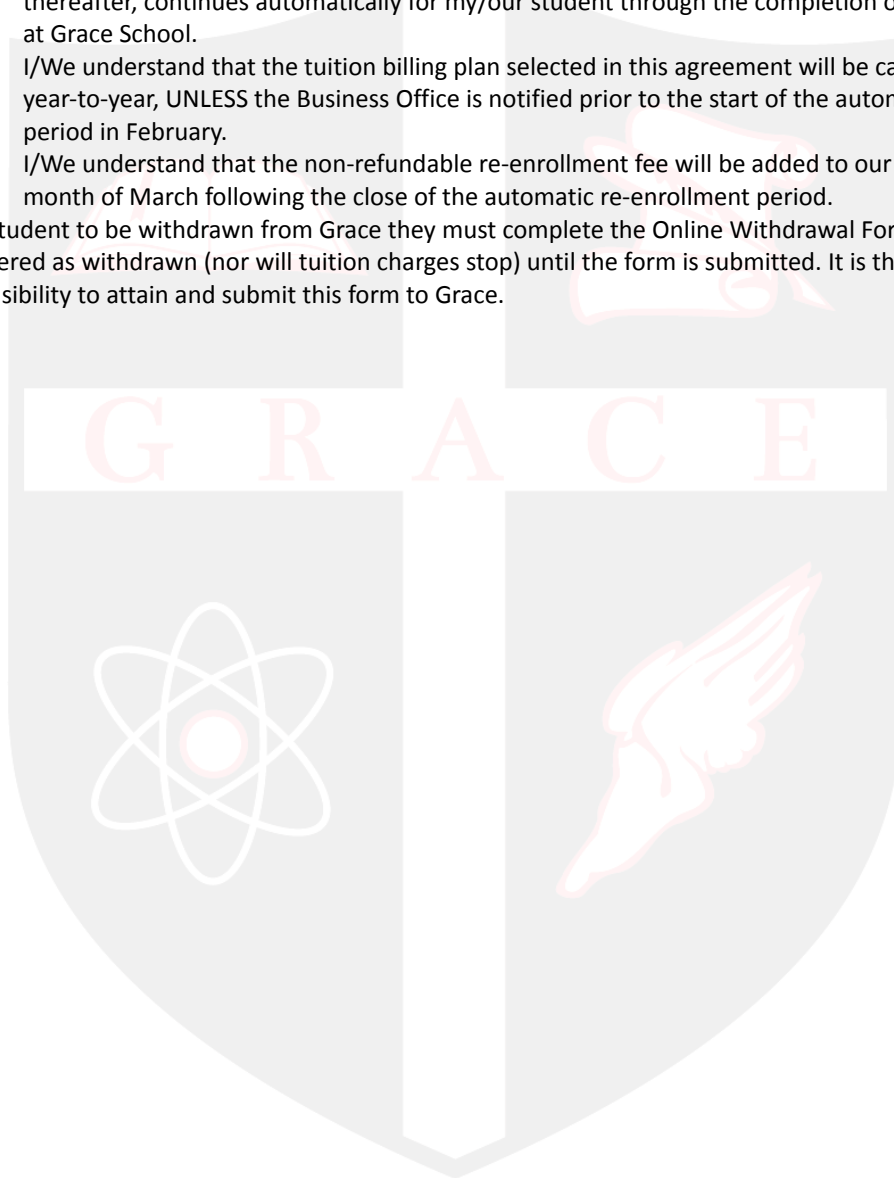 thereafter, continues automatically for my/our student through the completion o
at Grace School.
I/We understand that the tuition billing plan selected in this agreement will be ca
year-to-year, UNLESS the Business Office is notified prior to the start of the autor
period in February.
I/We understand that the non-refundable re-enrollment fee will be added to our
month of March following the close of the automatic re-enrollment period.
tudent to be withdrawn from Grace they must complete the Online Withdrawal For
ered as withdrawn (nor will tuition charges stop) until the form is submitted. It is th
sibility to attain and submit this form to Grace.
GRACE